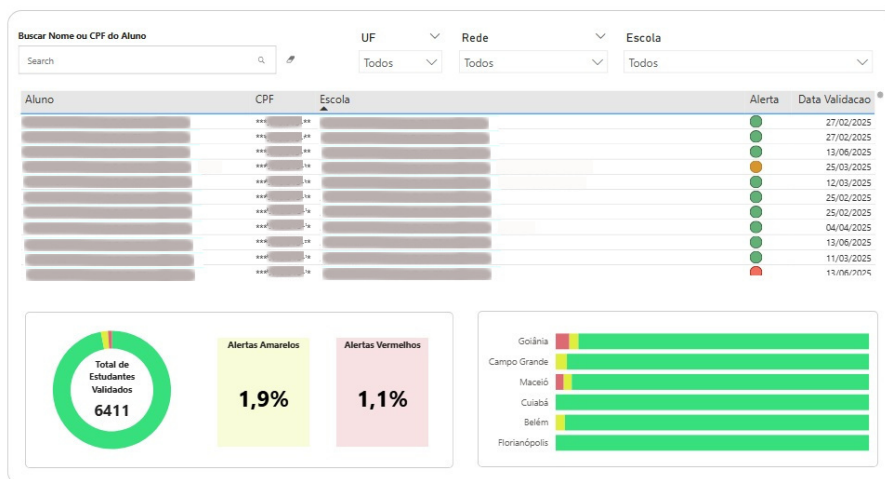 Buscar Nome ou CPF do Aluno
UF
Rede
Escola
Search
Todos
Todos
Todos
Aluno CPF Escola Alerta Data Validacao
27/02/2025
27/02/2025
13/06/2025
25/03/2025
12/03/2025
25/02/2025
25/02/2025
04/04/2025
13/06/2025
11/03/2025
13/06/2025
Total de
Estudantes
Validados
6411
Alertas Amarelos
1,9%
Alertas Vermelhos
1,1%
Goiânia
Campo Grande
Maceió
Cuiabá
Belém
Florianópolis